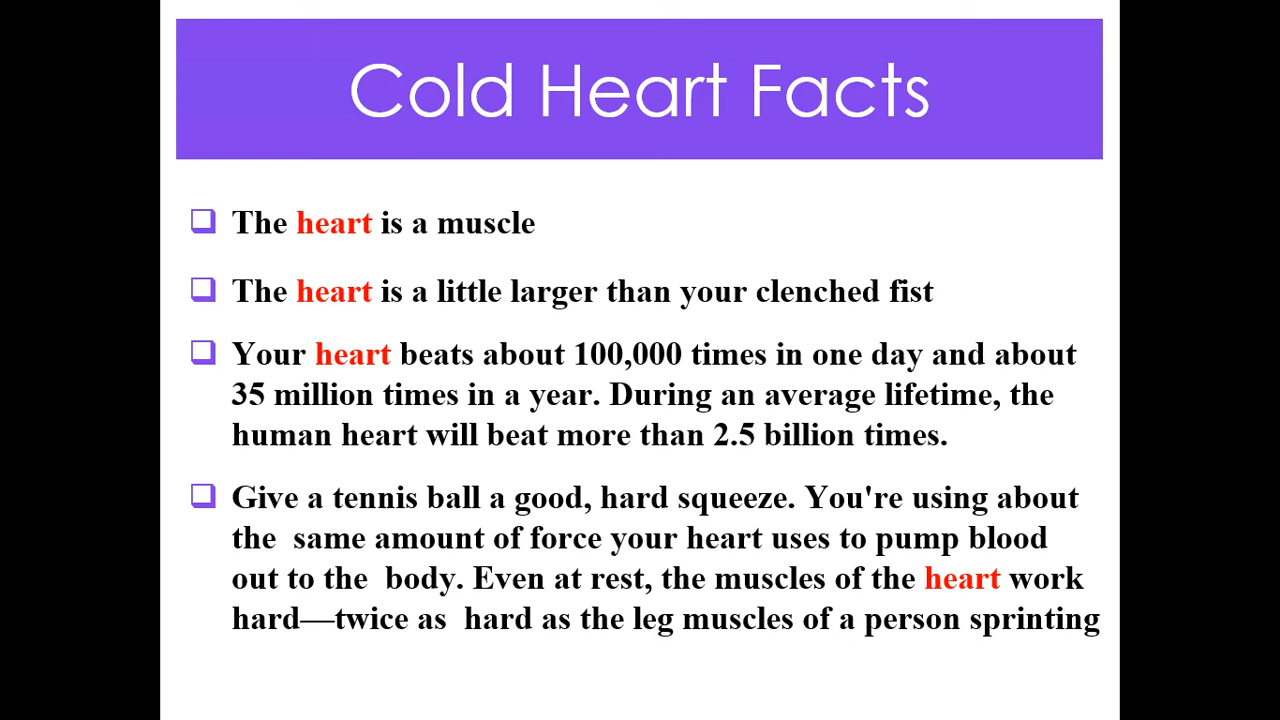 Cold Heart Facts
The heart is a muscle
The heart is a little larger than your clenched fist
Your heart beats about 100,000 times in one day and about
35 million times in a year. During an average lifetime, the
human heart will beat more than 2.5 billion times.
Give a tennis ball a good, hard squeeze. You're using about
the  same amount of force your heart uses to pump blood
out to the  body. Even at rest, the muscles of the heart work
hard—twice as  hard as the leg muscles of a person sprinting